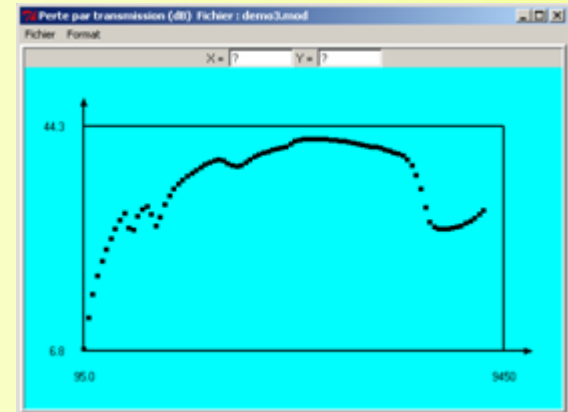 Perte par transmission (dB) Fichier : demo3.mod
Fichier Format
X = ? Y = ?
44.3
6.8
95.0 9450